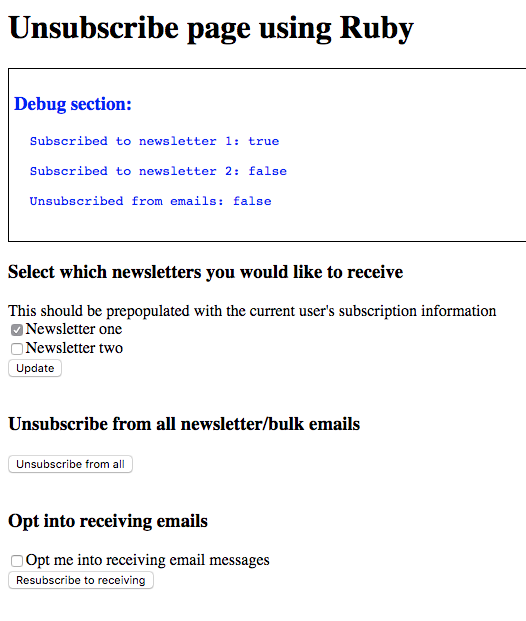 Unsubscribe page using Ruby
Debug section:
Subscribed to newsletter 1: true
Subscribed to newsletter 2: false
Unsubscribed from emails: false
Select which newsletters you would like to receive
This should be prepopulated with the current user's subscription information
Newsletter one
Newsletter two
Update
Unsubscribe from all newsletter/bulk emails
Unsubscribe from all
Opt into receiving emails
Opt me into receiving email messages
Resubscribe to receiving